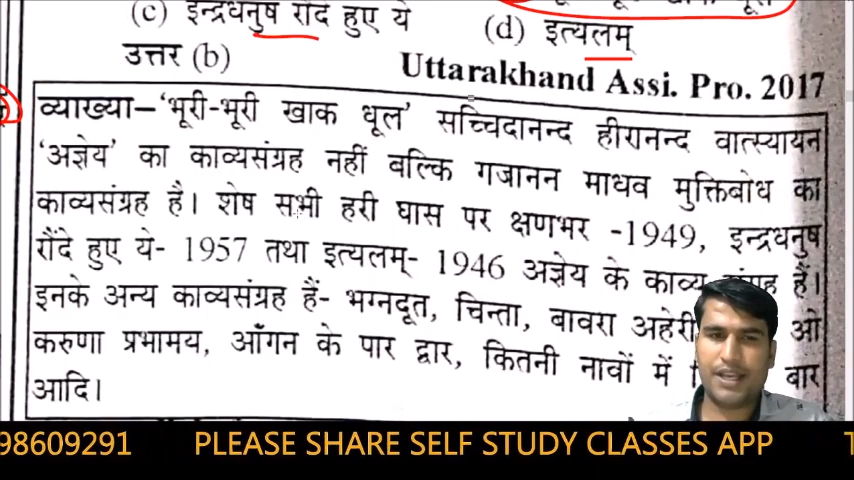 (c) इन्द्रधनुष रौंदे हुए ये
(d) इत्यलम्
उत्तर (b)
Uttarakhand Assi. Pro. 2017
व्याख्या–'भूरी-भूरी खाक धूल' सच्चिदानन्द हीरानन्द वात्स्यायन
'अज्ञेय' का काव्यसंग्रह नहीं बल्कि गजानन माधव मुक्तिबोध का
काव्यसंग्रह है। शेष सभी हरी घास पर क्षणभर -1949, इन्द्रधनुष
रौंदे हुए ये- 1957 तथा इत्यलम्- 1946 अज्ञेय के काव्य संग्रह हैं।
इनके अन्य काव्यसंग्रह हैं- भग्नदूत, चिन्ता, बावरा अहेरी ओ
करुणा प्रभामय, आँगन के पार द्वार, कितनी नावों में बार
आदि।
98609291 PLEASE SHARE SELF STUDY CLASSES APP